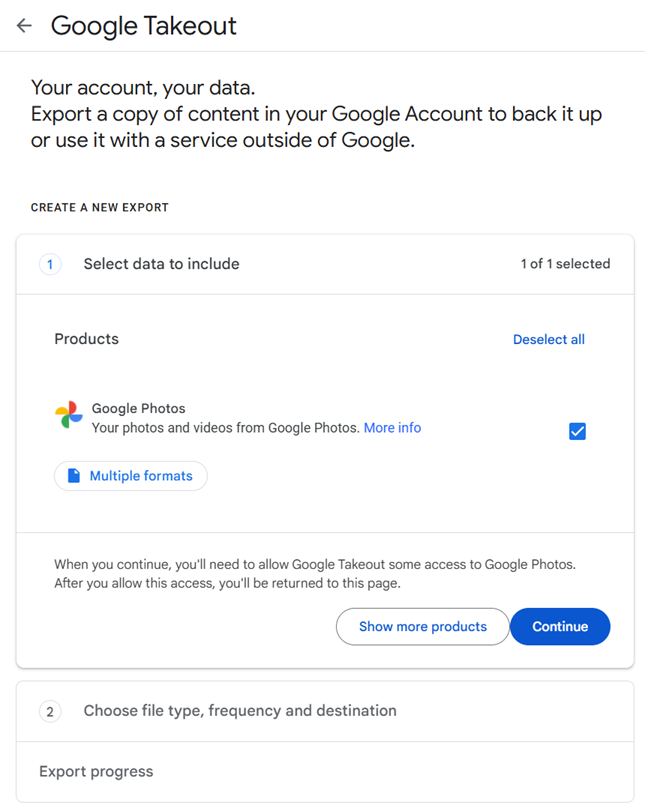 Google Takeout
Your account, your data.
Export a copy of content in your Google Account to back it up
or use it with a service outside of Google.
CREATE A NEW EXPORT
1 Select data to include 1 of 1 selected
Products Deselect all
Google Photos
Your photos and videos from Google Photos. More info
Multiple formats
When you continue, you'll need to allow Google Takeout some access to Google Photos.
After you allow this access, you'll be returned to this page.
Show more products Continue
2 Choose file type, frequency and destination
Export progress